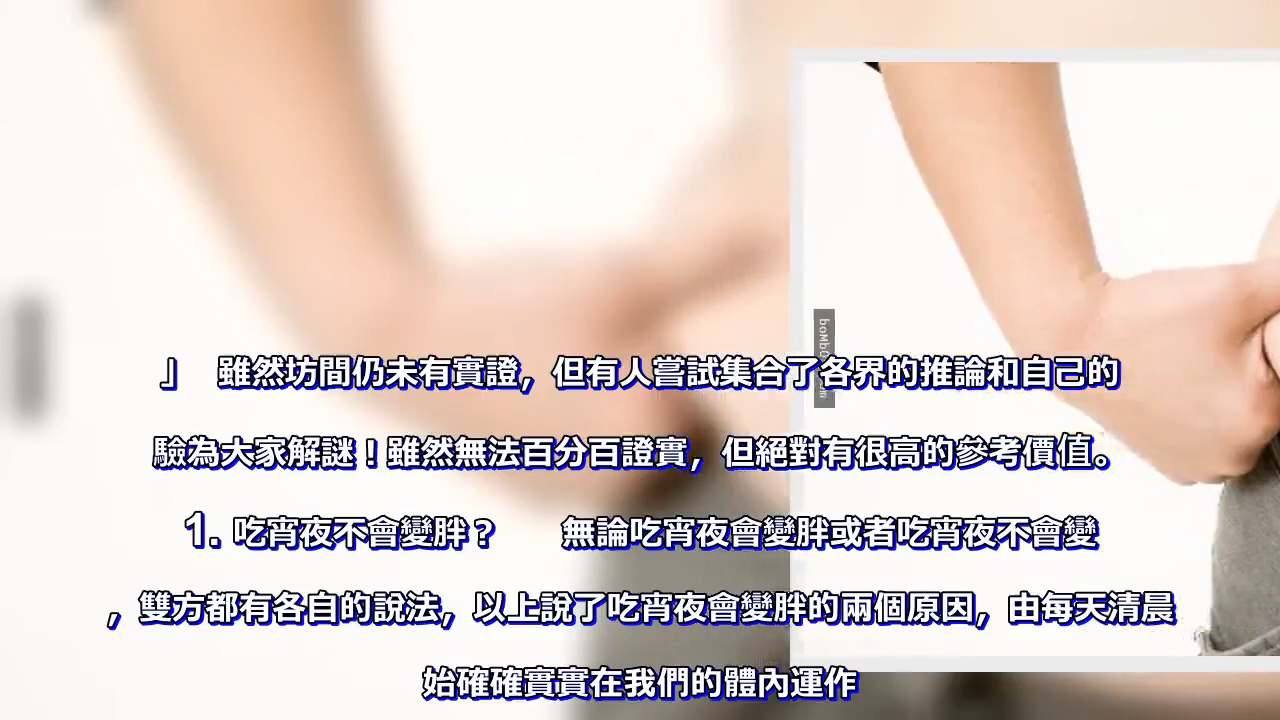 」 雖然坊間仍未有實證，但有人嘗試集合了各界的推論和自己的
驗為大家解謎！雖然無法百分百證實，但絕對有很高的參考價值。
1. 吃宵夜不會變胖？ 無論吃宵夜會變胖或者吃宵夜不會變
，雙方都有各自的說法，以上說了吃宵夜會變胖的兩個原因，由每天清晨
始確確實實在我們的體內運作